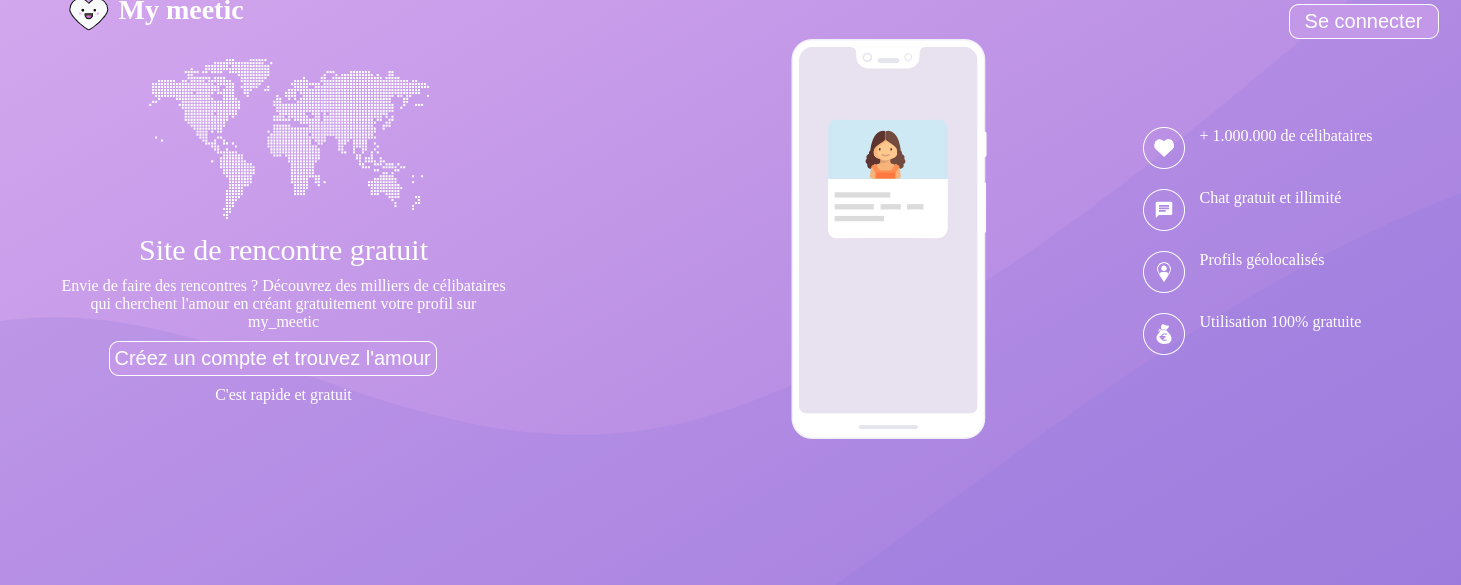 My meetic
Se connecter
Site de rencontre gratuit
Envie de faire des rencontres ? Découvrez des milliers de célibataires
qui cherchent l'amour en créant gratuitement votre profil sur
my_meetic
Créez un compte et trouvez l'amour
C'est rapide et gratuit
+ 1.000.000 de célibataires
Chat gratuit et illimité
Profils géolocalisés
Utilisation 100% gratuite